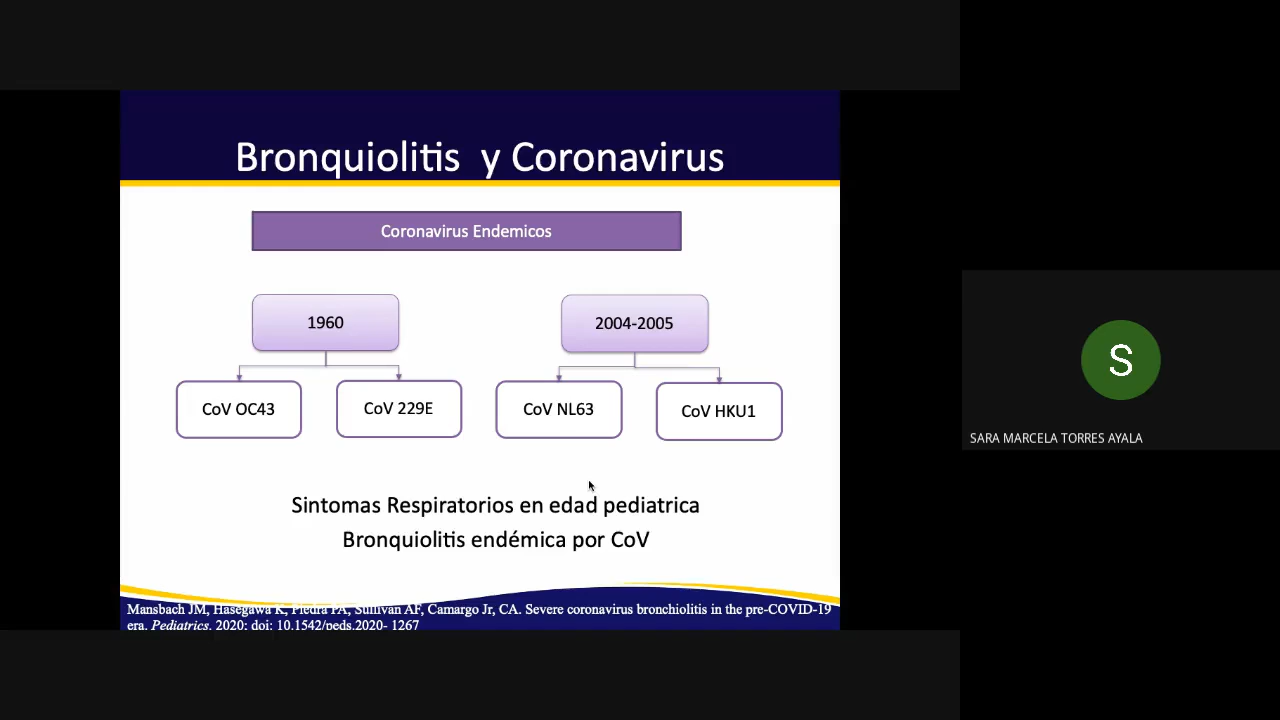 Bronquiolitis y Coronavirus
Coronavirus Endemicos
1960
2004-2005
CoV OC43
CoV 229E
CoV NL63
CoV HKU1
Sintomas Respiratorios en edad pediatrica
Bronquiolitis endémica por CoV
Mansbach JM, Hasegawa K, Piedra PA, Sullivan AF, Camargo Jr, CA. Severe coronavirus bronchiolitis in the pre-COVID-19
era. Pediatrics. 2020; doi: 10.1542/peds.2020- 1267
S
SARA MARCELA TORRES AYALA